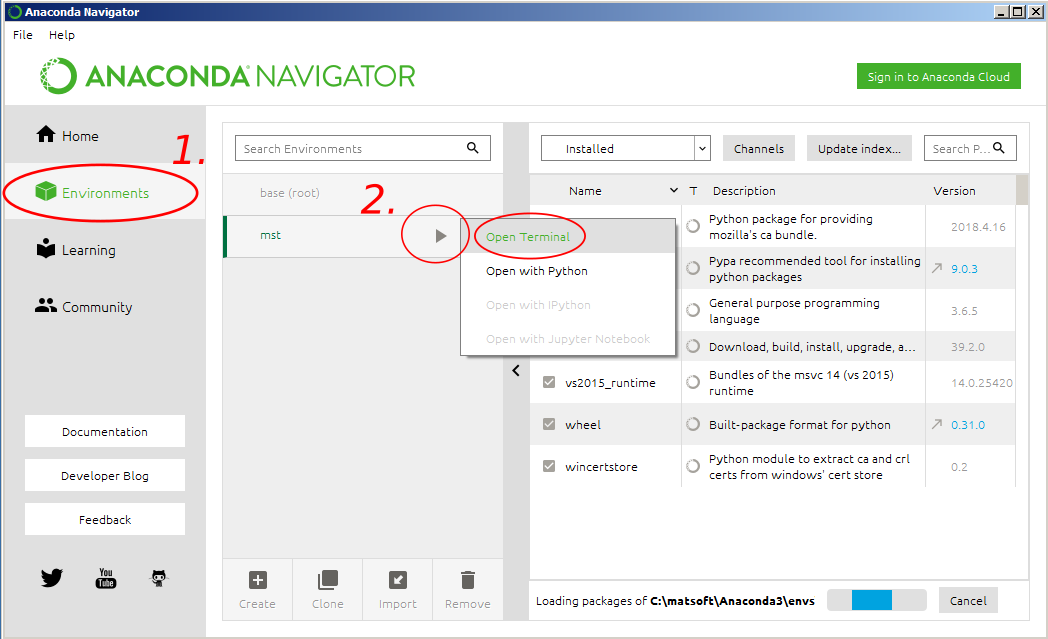 Anaconda Navigator
File Help
ANACONDA NAVIGATOR
Sign in to Anaconda Cloud
Home
1.
Environments
Learning
Community
Documentation
Developer Blog
Feedback
You
Tube
Search Environments
base (root)
2.
mst
Open Terminal
Open with Python
Open with IPython
Open with Jupyter Notebook
Create
Clone
Import
Remove
Installed
Channels
Update index...
Search P...
Name T Description Version
Python package for providing
mozilla's ca bundle.
2018.4.16
Pypa recommended tool for installing
python packages
9.0.3
General purpose programming
language
3.6.5
Download, build, install, upgrade, a... 39.2.0
vs2015_runtime
Bundles of the msvc 14 (vs 2015)
runtime
14.0.25420
wheel Built-package format for python 0.31.0
wincertstore
Python module to extract ca and crl
certs from windows' cert store
0.2
Loading packages of C:\matsoft\Anaconda3\envs
Cancel